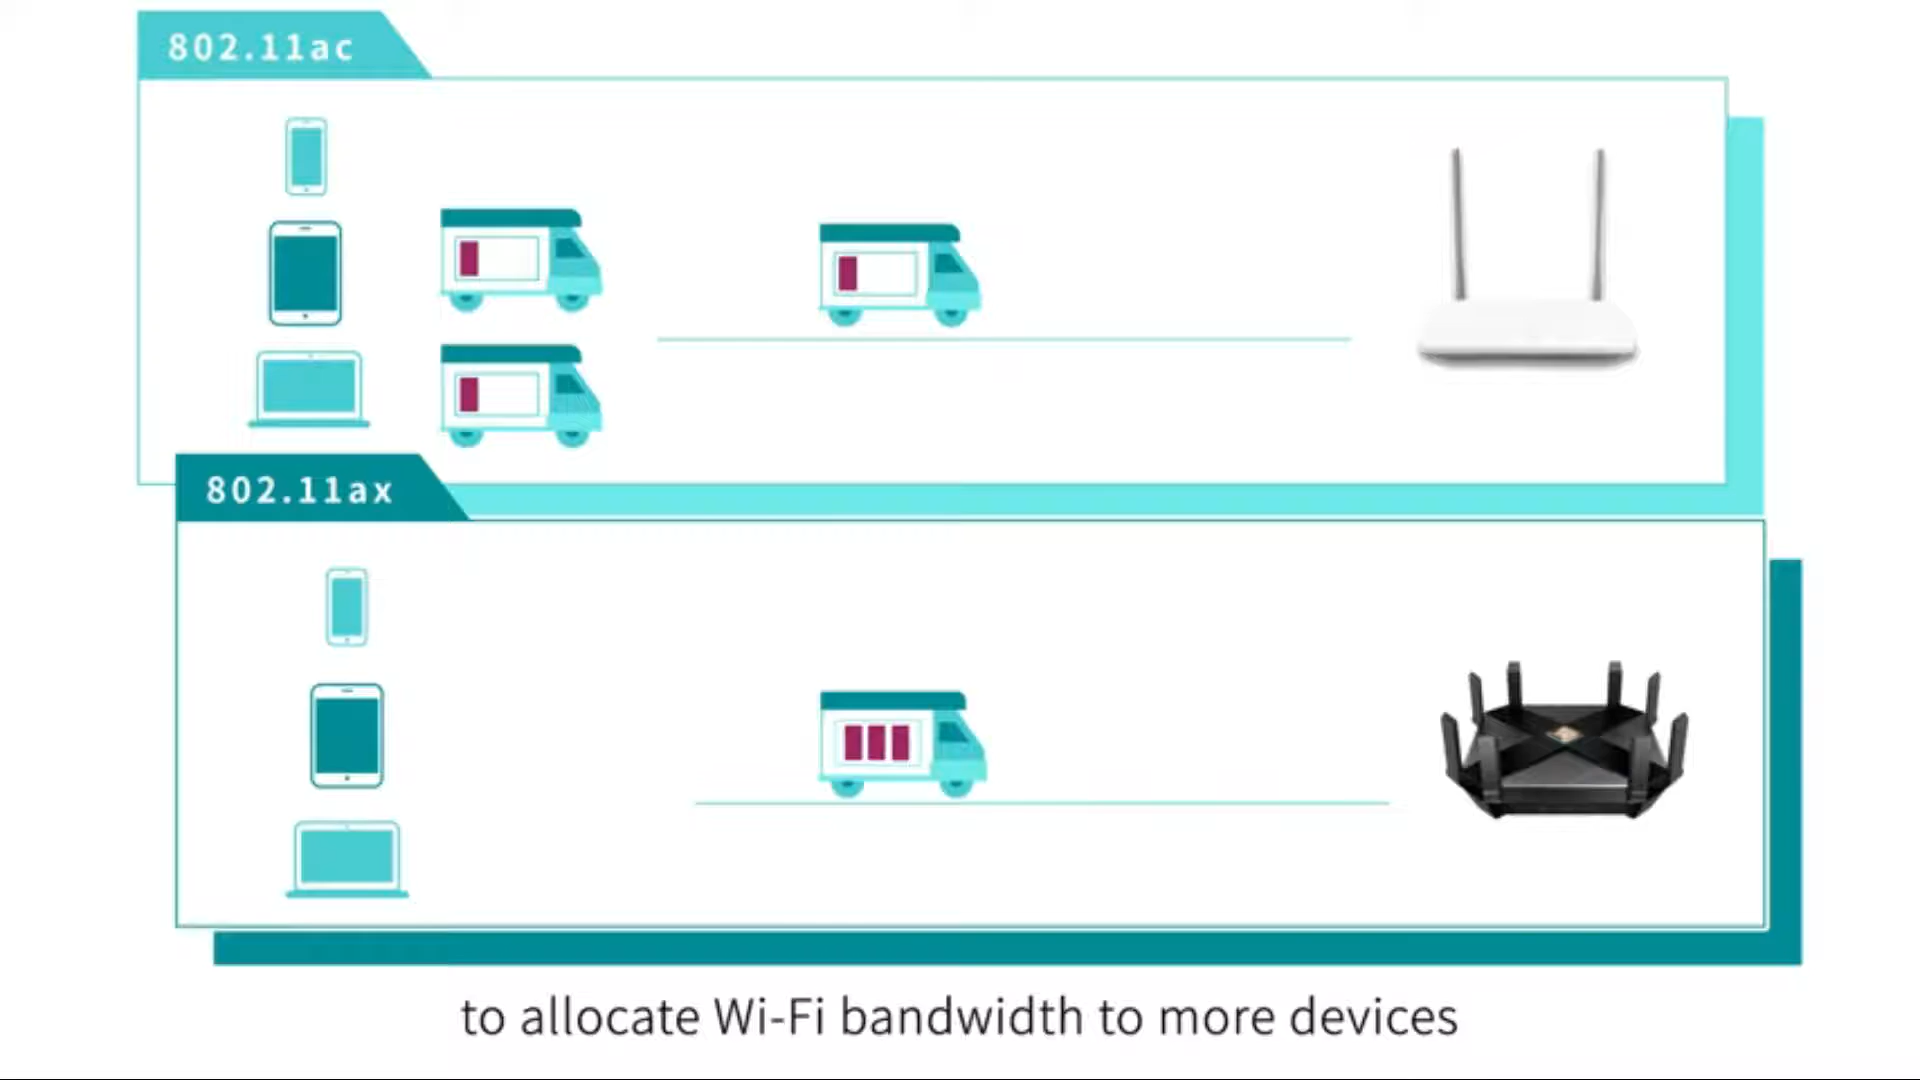 802.11ac
802.11ax
to allocate Wi-Fi bandwidth to more devices